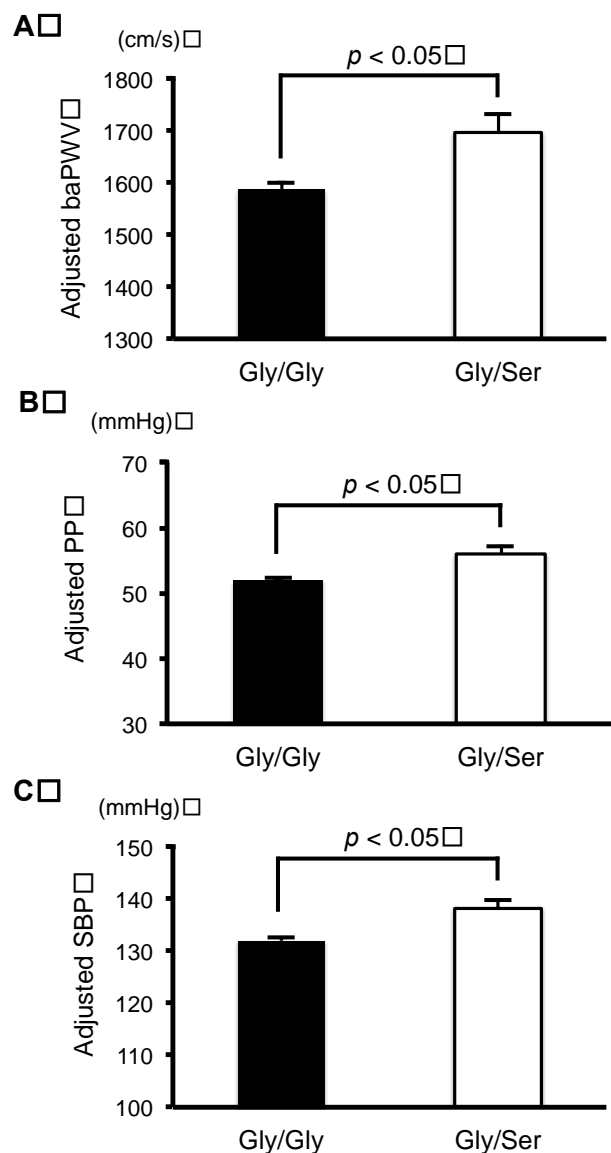 A□
(cm/s)□
p < 0.05□
Adjusted baPWV□
1800
1700
1600
1500
1400
1300
Gly/Gly
Gly/Ser
B□
(mmHg)□
p < 0.05□
Adjusted PP□
70
60
50
40
30
Gly/Gly
Gly/Ser
C□
(mmHg)□
p < 0.05□
Adjusted SBP□
150
140
130
120
110
100
Gly/Gly
Gly/Ser